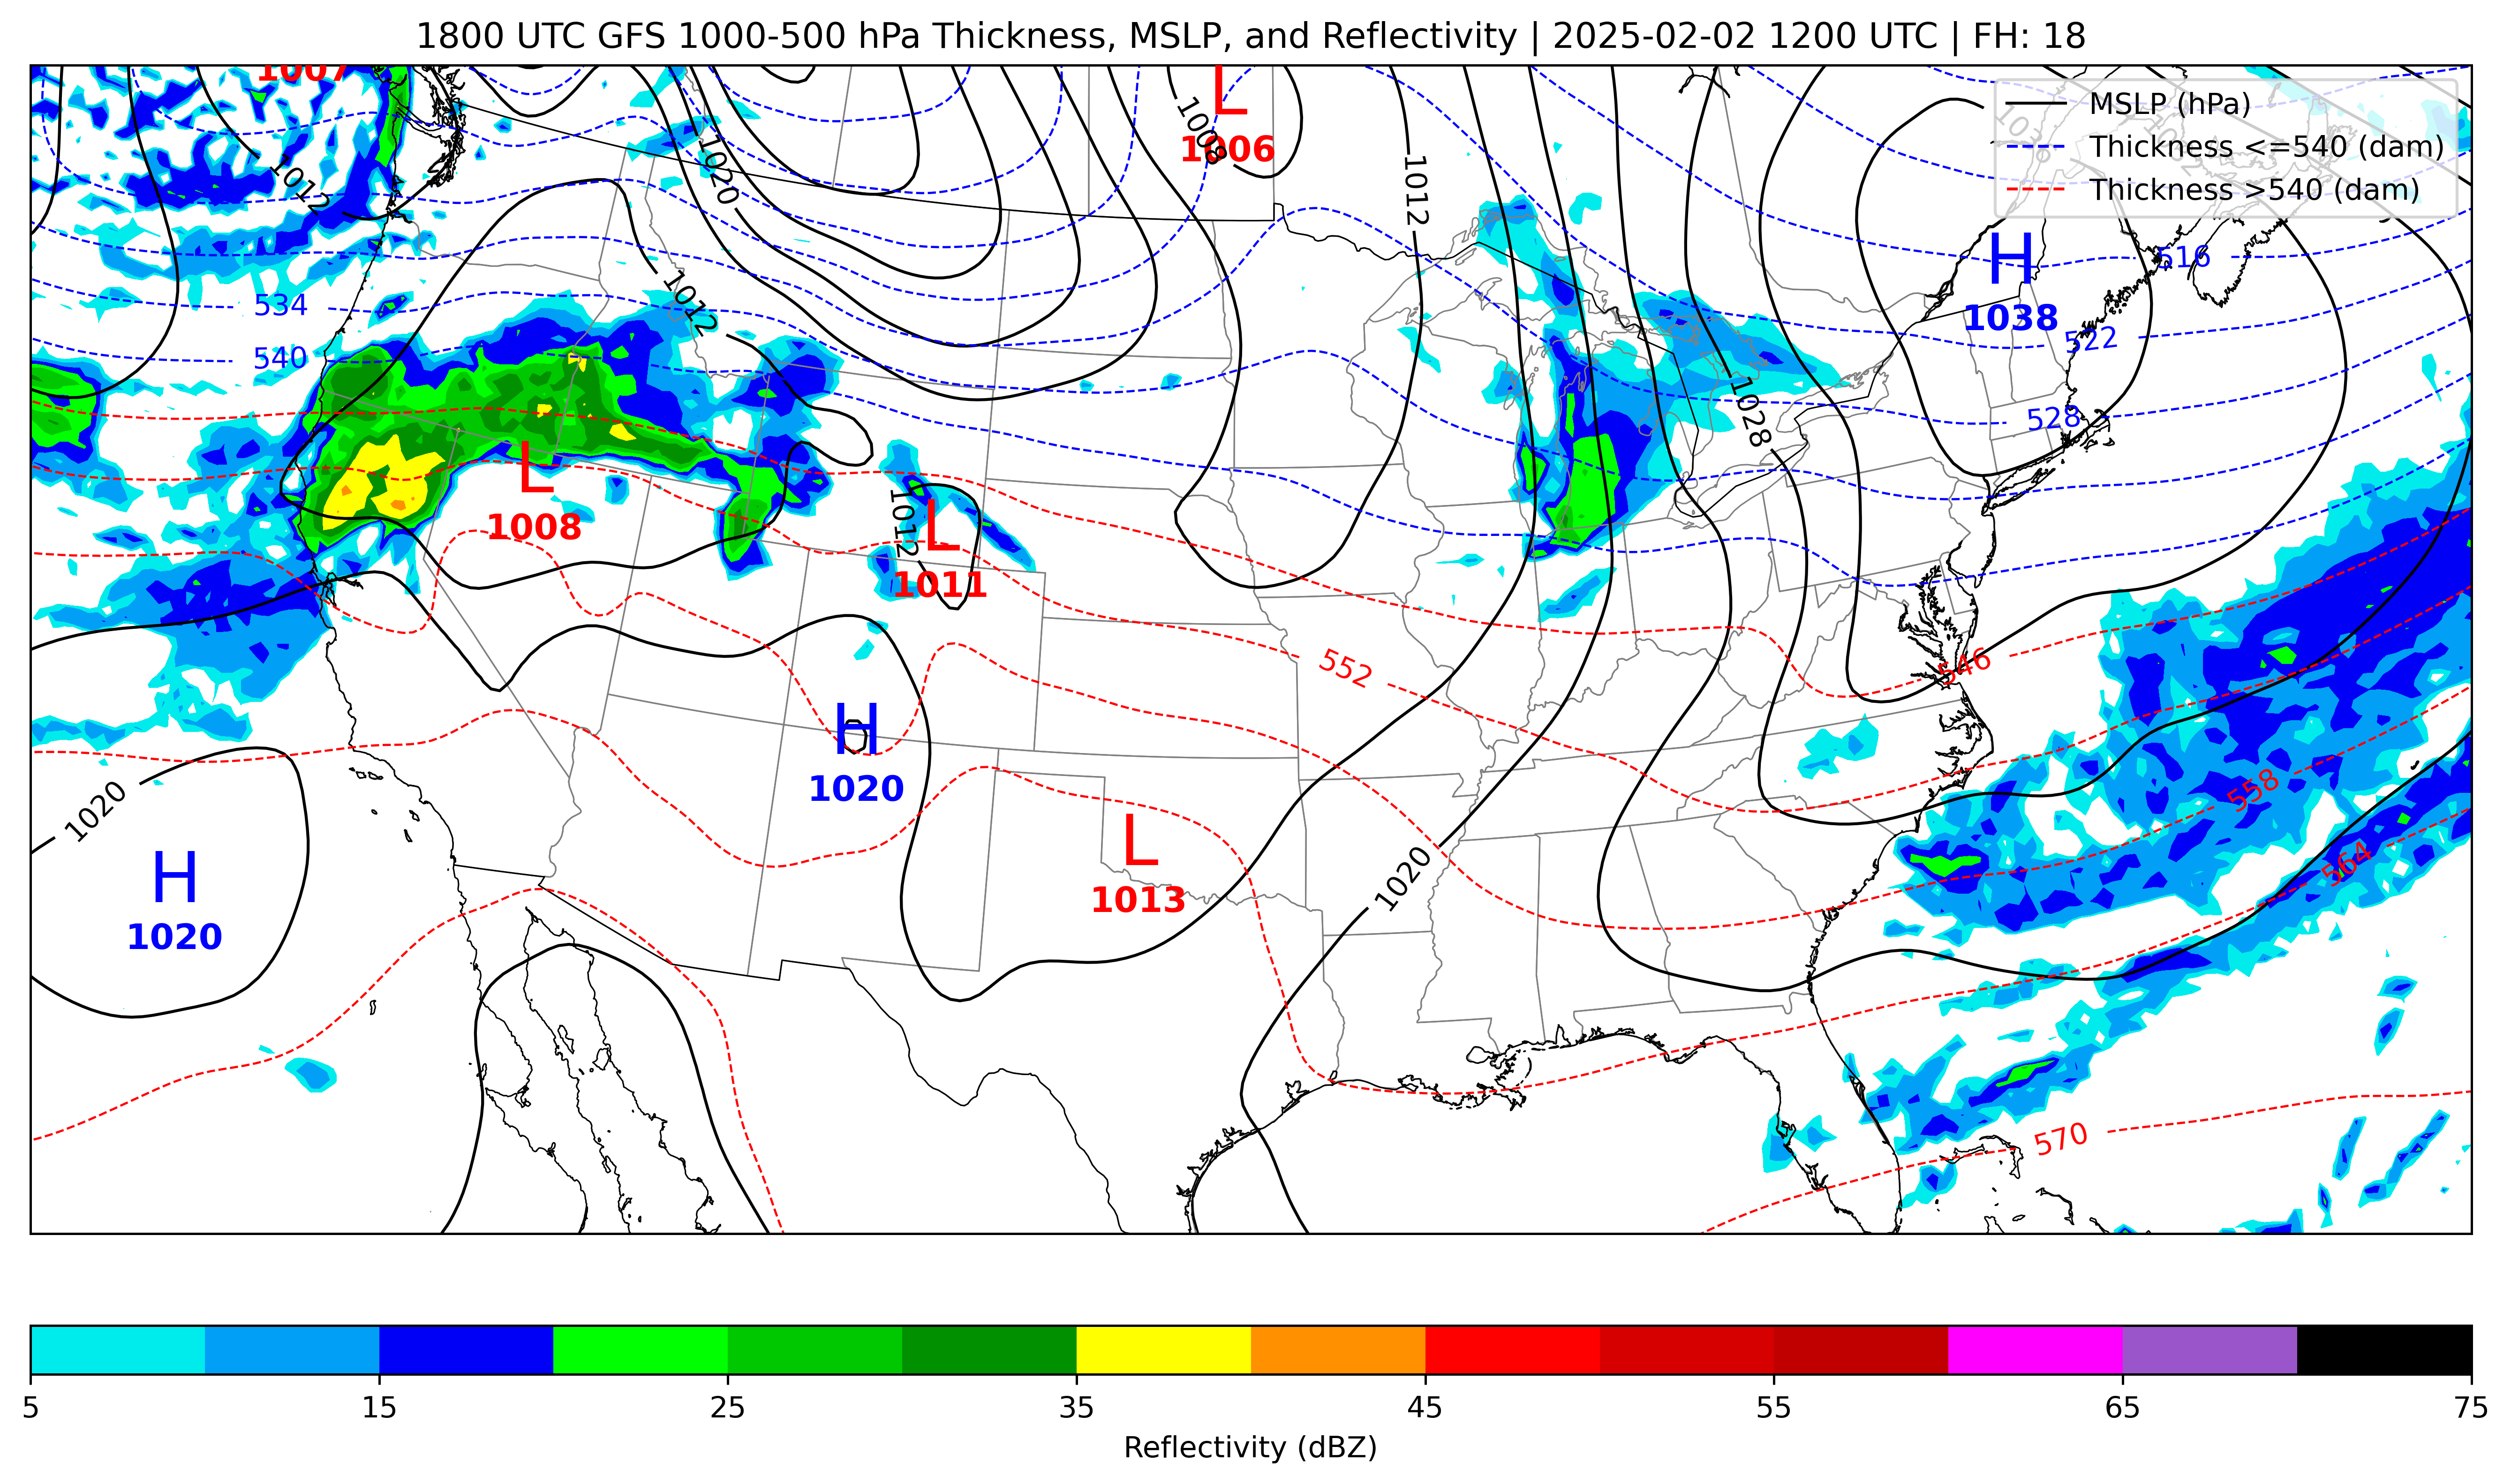 1800 UTC GFS 1000-500 hPa Thickness, MSLP, and Reflectivity | 2025-02-02 1200 UTC | FH: 18
1007
L
1006
1008
MSLP (hPa)
Thickness <=540 (dam)
Thickness >540 (dam)
1012
1020
1012
H
1038
516
1012
534
522
540
1028
528
L
1008
1012
L
1011
552
546
H
1020
1020
558
L
1013
1020
564
H
1020
570
5 15 25 35 45 55 65 75
Reflectivity (dBZ)